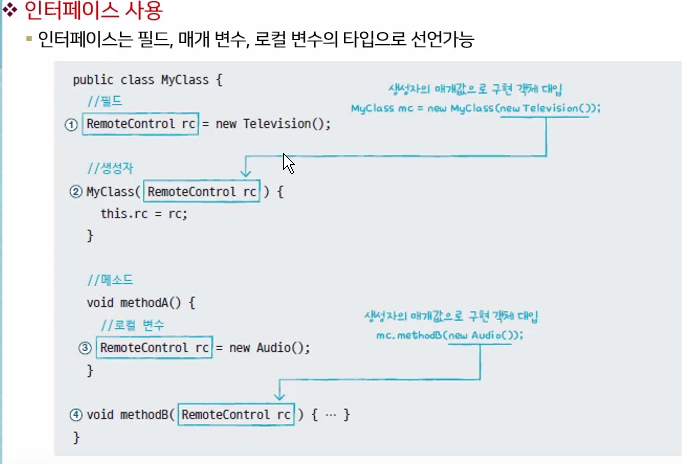 ❖ 인터페이스 사용
▪ 인터페이스는 필드, 매개 변수, 로컬 변수의 타입으로 선언가능
public class MyClass {
생성자의 매개값으로 구현 객체 대입
//필드
MyClass mc = new MyClass(new Television());
① RemoteControl rc = new Television();
//생성자
② MyClass( RemoteControl rc ) {
this.rc = rc;
}
//메소드
void methodA() {
생성자의 매개값으로 구현 객체 대입
//로컬 변수
mc.methodB(new Audio());
③ RemoteControl rc = new Audio();
}
④ void methodB( RemoteControl rc ) { … }
}